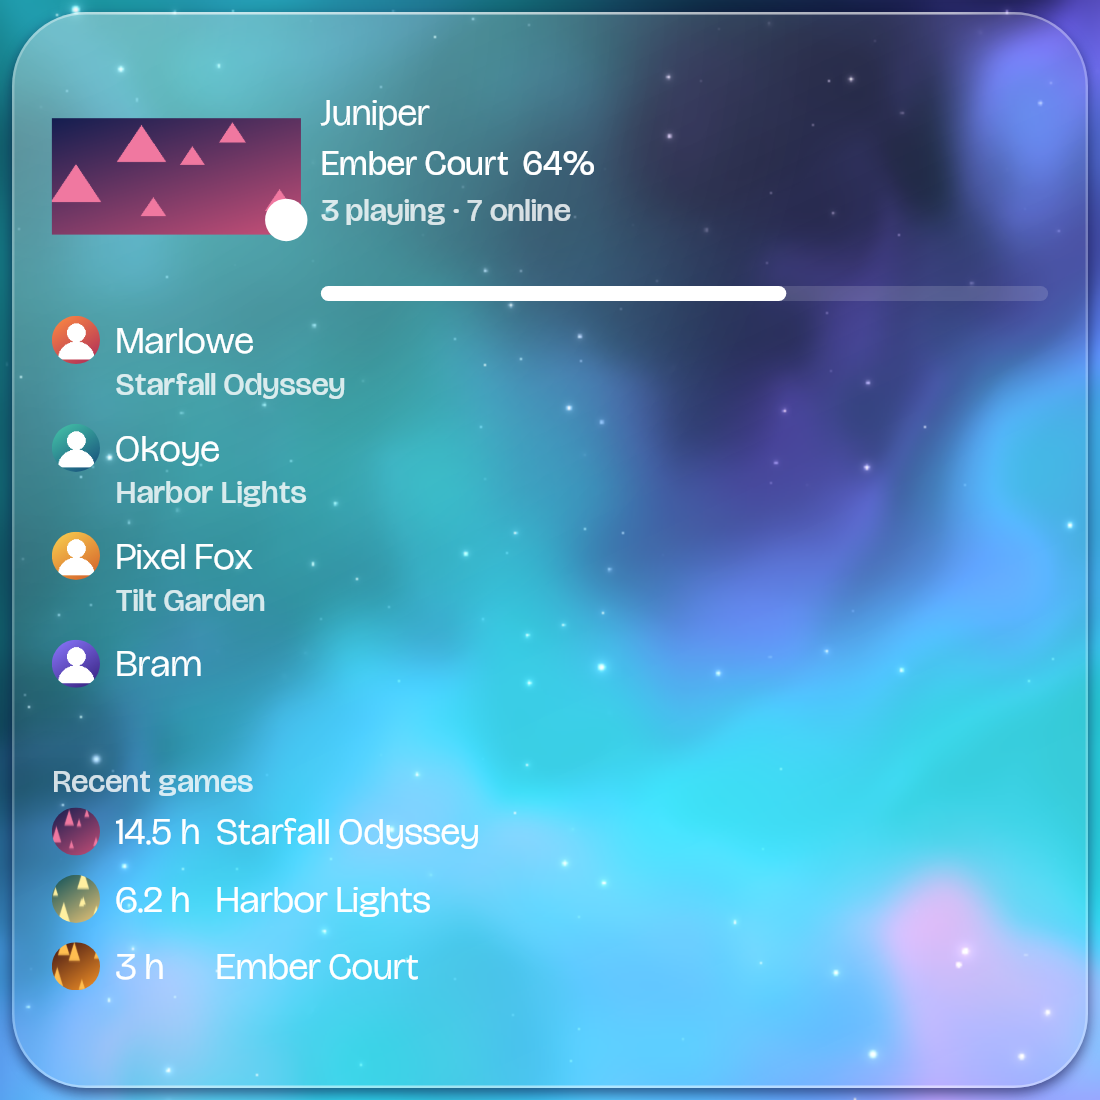 Juniper
Ember Court 64%
3 playing · 7 online
Marlowe
Starfall Odyssey
Okoye
Harbor Lights
Pixel Fox
Tilt Garden
Bram
Recent games
14.5 h Starfall Odyssey
6.2 h Harbor Lights
3 h Ember Court